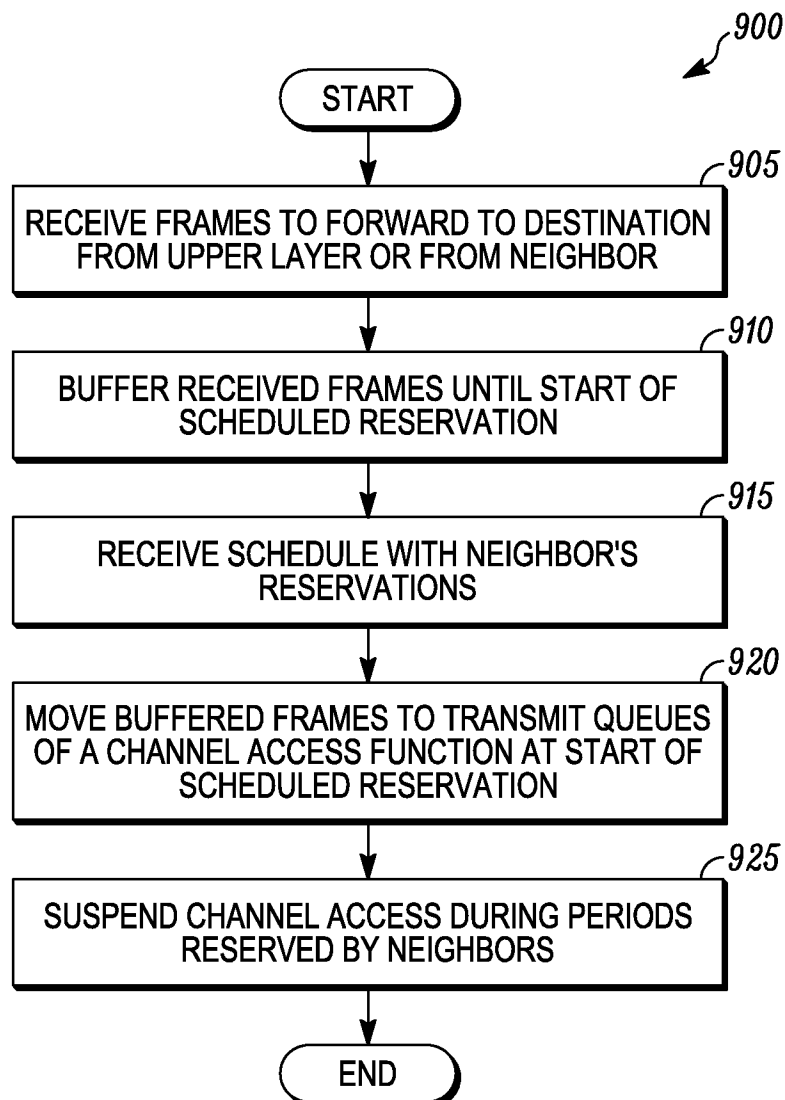 900
START
905
RECEIVE FRAMES TO FORWARD TO DESTINATION
FROM UPPER LAYER OR FROM NEIGHBOR
910
BUFFER RECEIVED FRAMES UNTIL START OF
SCHEDULED RESERVATION
915
RECEIVE SCHEDULE WITH NEIGHBOR'S
RESERVATIONS
920
MOVE BUFFERED FRAMES TO TRANSMIT QUEUES
OF A CHANNEL ACCESS FUNCTION AT START OF
SCHEDULED RESERVATION
925
SUSPEND CHANNEL ACCESS DURING PERIODS
RESERVED BY NEIGHBORS
END